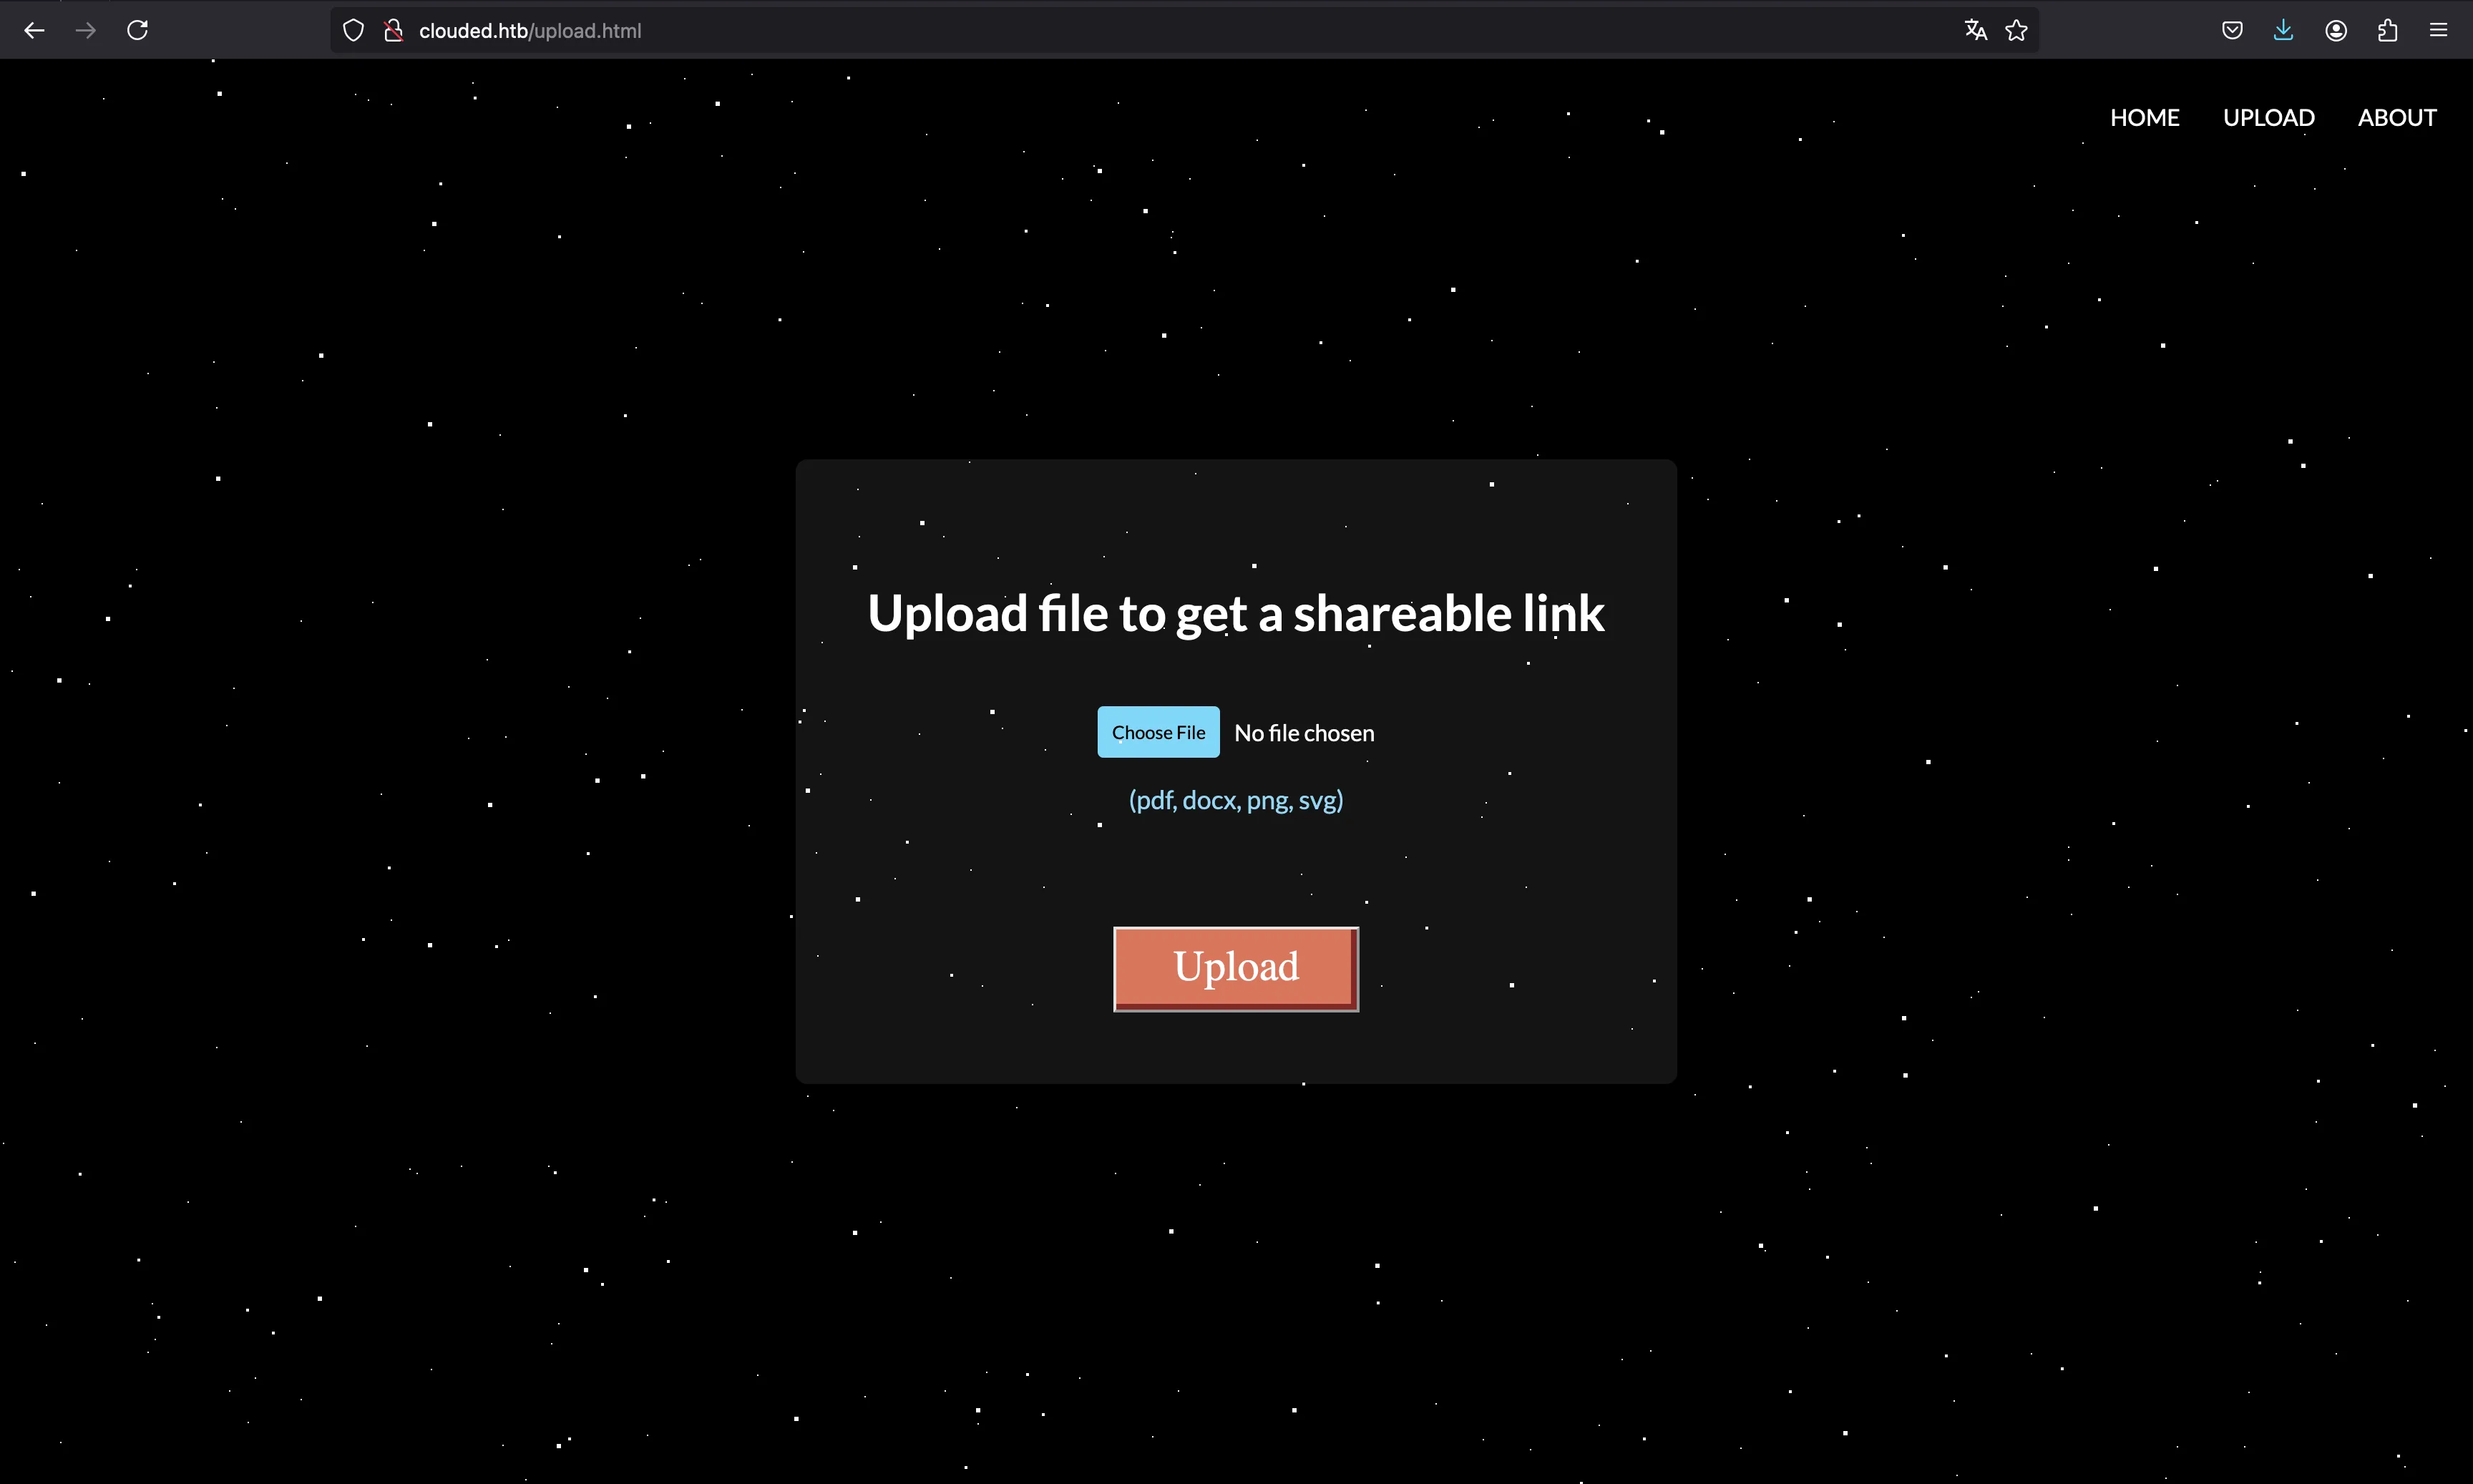 clouded.htb/upload.html
HOME UPLOAD ABOUT
Upload file to get a shareable link
Choose File No file chosen
(pdf, docx, png, svg)
Upload